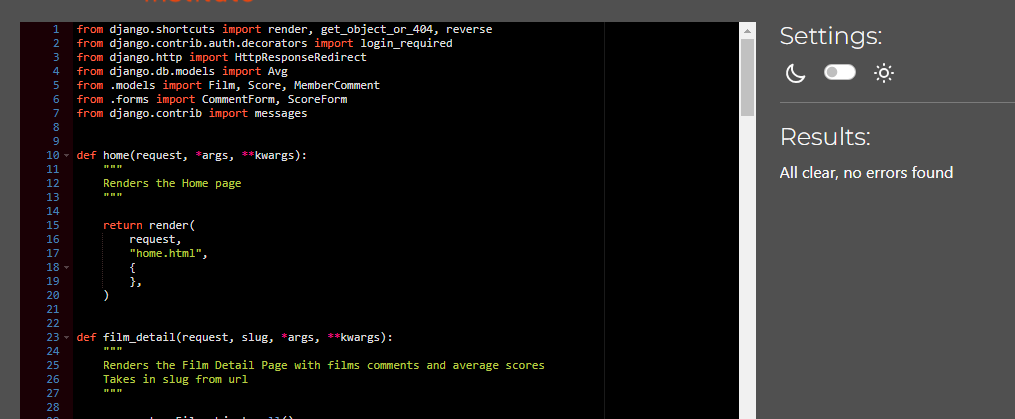 1 from django.shortcuts import render, get_object_or_404, reverse
2 from django.contrib.auth.decorators import login_required
3 from django.http import HttpResponseRedirect
4 from django.db.models import Avg
5 from .models import Film, Score, MemberComment
6 from .forms import CommentForm, ScoreForm
7 from django.contrib import messages
8
9
10 def home(request, *args, **kwargs):
11 """
12 Renders the Home page
13 """
14
15 return render(
16 request,
17 "home.html",
18 {
19 },
20 )
21
22
23 def film_detail(request, slug, *args, **kwargs):
24 """
25 Renders the Film Detail Page with films comments and average scores
26 Takes in slug from url
27 """
28
Settings:
Results:
All clear, no errors found